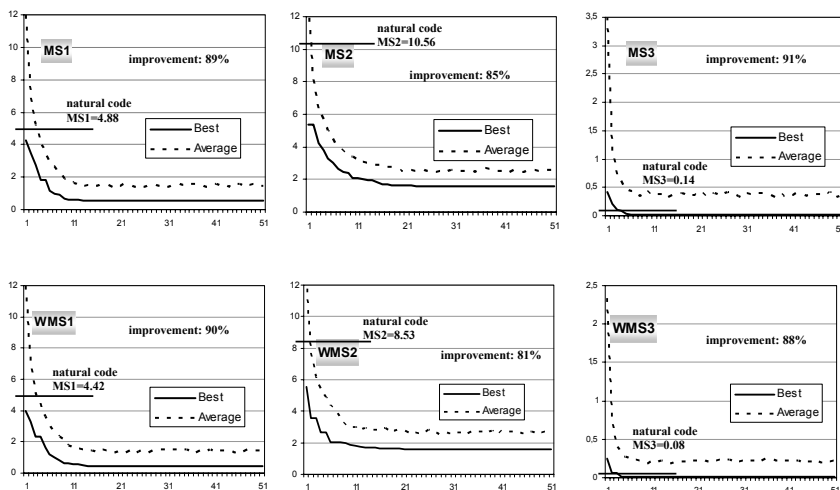 12
10
8
6
4
2
0
MS1
improvement: 89%
natural code
MS1=4.88
Best
Average
1
11
21
31
41
51
12
10
8
6
4
2
0
natural code
MS2=10.56
MS2
improvement: 85%
Best
Average
1
11
21
31
41
51
3,5
3
2,5
2
1,5
1
0,5
0
MS3
improvement: 91%
Best
Average
natural code
MS3=0.14
1
11
21
31
41
51
12
10
8
6
4
2
0
WMS1
improvement: 90%
natural code
MS1=4.42
Best
Average
1
11
21
31
41
51
12
10
8
6
4
2
0
natural code
MS2=8.53
WMS2
improvement: 81%
Best
Average
1
11
21
31
41
51
2,5
2
1,5
1
0,5
0
WMS3
improvement: 88%
Best
Average
natural code
MS3=0.08
1
11
21
31
41
51